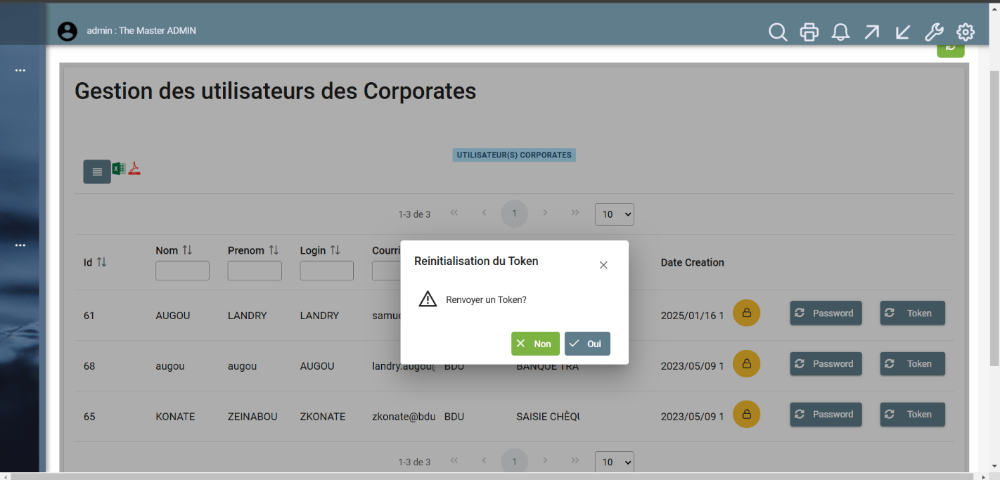 admin : The Master ADMIN
Gestion des utilisateurs des Corporates
UTILISATEUR(S) CORPORATES
1-3 de 3 1 10
Id Nom Prenom Login Courri Date Creation
Reinitialisation du Token
Renvoyer un Token?
Non Oui
61 AUGOU LANDRY LANDRY samue 2025/01/16 1 Password Token
68 augou augou AUGOU landry.augou BDU BANQUE TRA 2023/05/09 1 Password Token
65 KONATE ZEINABOU ZKONATE zkonate@bdu BDU SAISIE CHÈQU 2023/05/09 1 Password Token
1-3 de 3 1 10